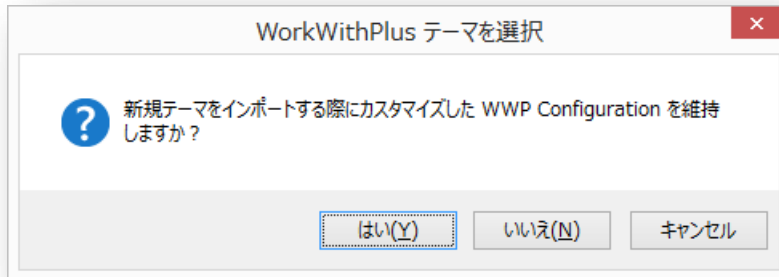 WorkWithPlus テーマを選択
新規テーマをインポートする際にカスタマイズした WWP Configuration を維持
しますか？
はい(Y)
いいえ(N)
キャンセル